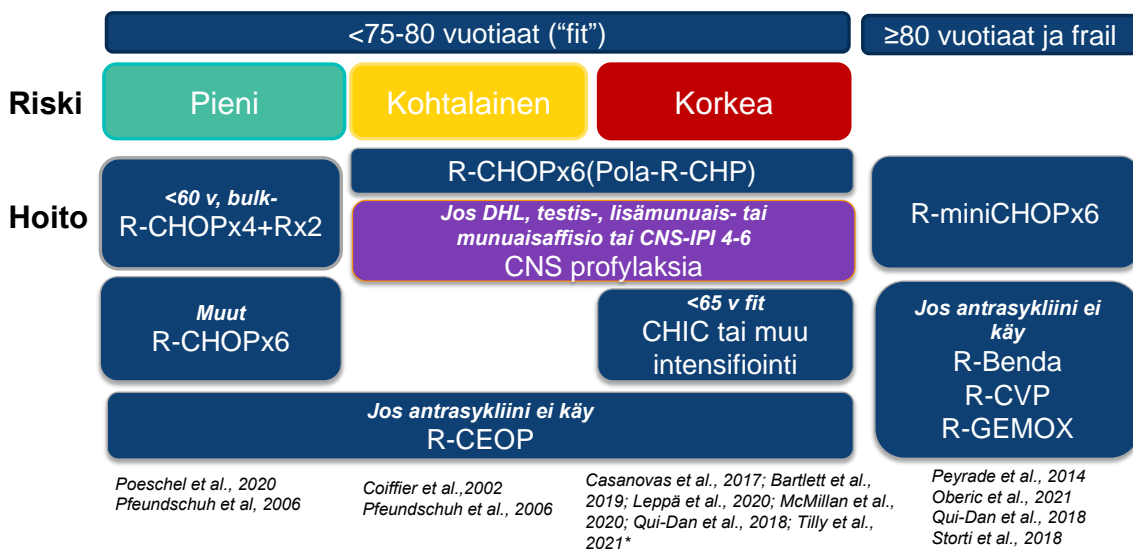 <75-80 vuotiaat (“fit”)
≥80 vuotiaat ja frail
Riski
Pieni
Kohtalainen
Korkea
Hoito
<60 v, bulk-
R-CHOPx4+Rx2
R-CHOPx6(Pola-R-CHP)
Jos DHL, testis-, lisämunuais- tai
munuaisaffisio tai CNS-IPI 4-6
CNS profylaksia
R-miniCHOPx6
Muut
R-CHOPx6
<65 v fit
CHIC tai muu
intensifiointi
Jos antrasykliini ei
käy
R-Benda
R-CVP
R-GEMOX
Jos antrasykliini ei käy
R-CEOP
Poeschel et al., 2020
Pfeundschuh et al, 2006
Coiffier et al.,2002
Pfeundschuh et al., 2006
Casanovas et al., 2017; Bartlett et al.,
2019; Leppä et al., 2020; McMillan et al.,
2020; Qui-Dan et al., 2018; Tilly et al.,
2021*
Peyrade et al., 2014
Oberic et al., 2021
Qui-Dan et al., 2018
Storti et al., 2018